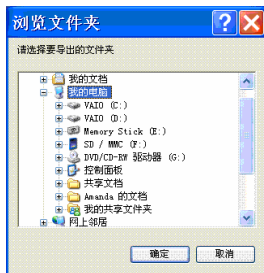 浏览文件夹
请选择要导出的文件夹
我的文档
我的电脑
VAIO (C:)
VAIO (D:)
Memory Stick (E:)
SD / MMC (F:)
DVD/CD-RW 驱动器 (G:)
控制面板
共享文档
Amanda 的文档
我的共享文件夹
网上邻居
确定 取消